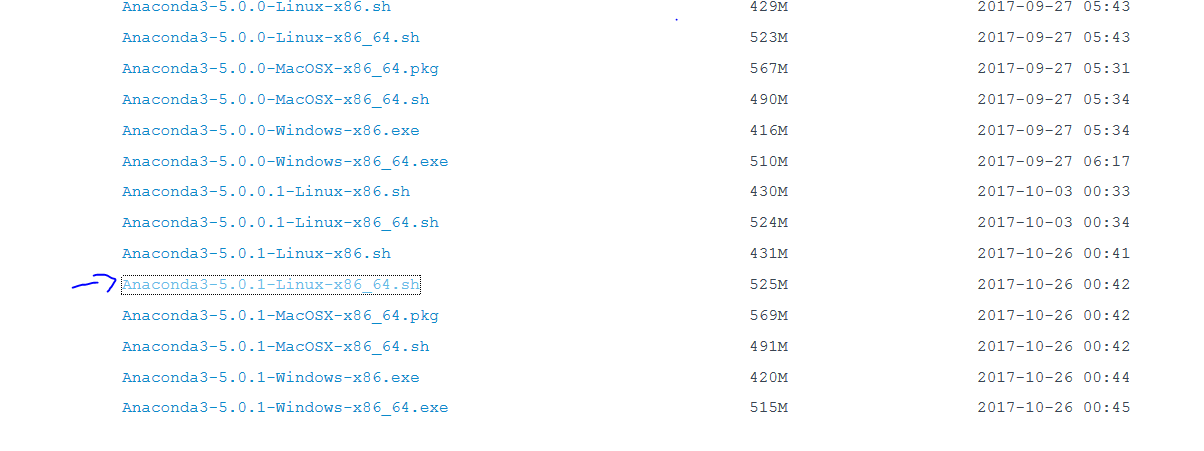 Anaconda3-5.0.0-Linux-x86.sh 429M 2017-09-27 05:43
Anaconda3-5.0.0-Linux-x86_64.sh 523M 2017-09-27 05:43
Anaconda3-5.0.0-MacOSX-x86_64.pkg 567M 2017-09-27 05:31
Anaconda3-5.0.0-MacOSX-x86_64.sh 490M 2017-09-27 05:34
Anaconda3-5.0.0-Windows-x86.exe 416M 2017-09-27 05:34
Anaconda3-5.0.0-Windows-x86_64.exe 510M 2017-09-27 06:17
Anaconda3-5.0.0.1-Linux-x86.sh 430M 2017-10-03 00:33
Anaconda3-5.0.0.1-Linux-x86_64.sh 524M 2017-10-03 00:34
Anaconda3-5.0.1-Linux-x86.sh 431M 2017-10-26 00:41
Anaconda3-5.0.1-Linux-x86_64.sh 525M 2017-10-26 00:42
Anaconda3-5.0.1-MacOSX-x86_64.pkg 569M 2017-10-26 00:42
Anaconda3-5.0.1-MacOSX-x86_64.sh 491M 2017-10-26 00:42
Anaconda3-5.0.1-Windows-x86.exe 420M 2017-10-26 00:44
Anaconda3-5.0.1-Windows-x86_64.exe 515M 2017-10-26 00:45